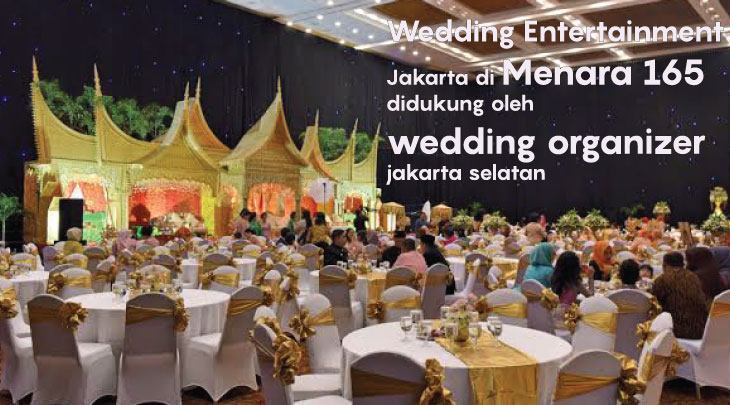 Wedding Entertainment
Jakarta di Menara 165
didukung oleh
wedding organizer
jakarta selatan